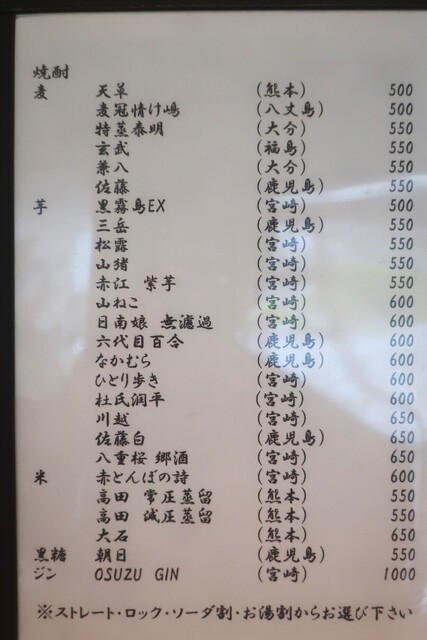 焼酎
麦 天草 (熊本) 500
麦冠情け嶋 (八丈島) 500
特蒸泰明 (大分) 550
玄武 (福島) 550
兼八 (大分) 550
佐藤 (鹿児島) 550
芋 黒霧島EX (宮崎) 500
三岳 (鹿児島) 550
松露 (宮崎) 550
山猪 (宮崎) 550
赤江 紫芋 (宮崎) 550
山ねこ (宮崎) 600
日南娘 無濾過 (宮崎) 600
六代目百合 (鹿児島) 600
なかむら (鹿児島) 600
ひとり歩き (宮崎) 600
杜氏潤平 (宮崎) 600
川越 (宮崎) 650
佐藤白 (鹿児島) 650
八重桜 郷酒 (宮崎) 650
米 赤とんぼの詩 (宮崎) 600
高田 常圧蒸留 (熊本) 550
高田 減圧蒸留 (熊本) 550
大石 (熊本) 650
黒糖 朝日 (鹿児島) 550
ジン OSUZU GIN (宮崎) 1000
※ストレート・ロック・ソーダ割・お湯割からお選び下さい